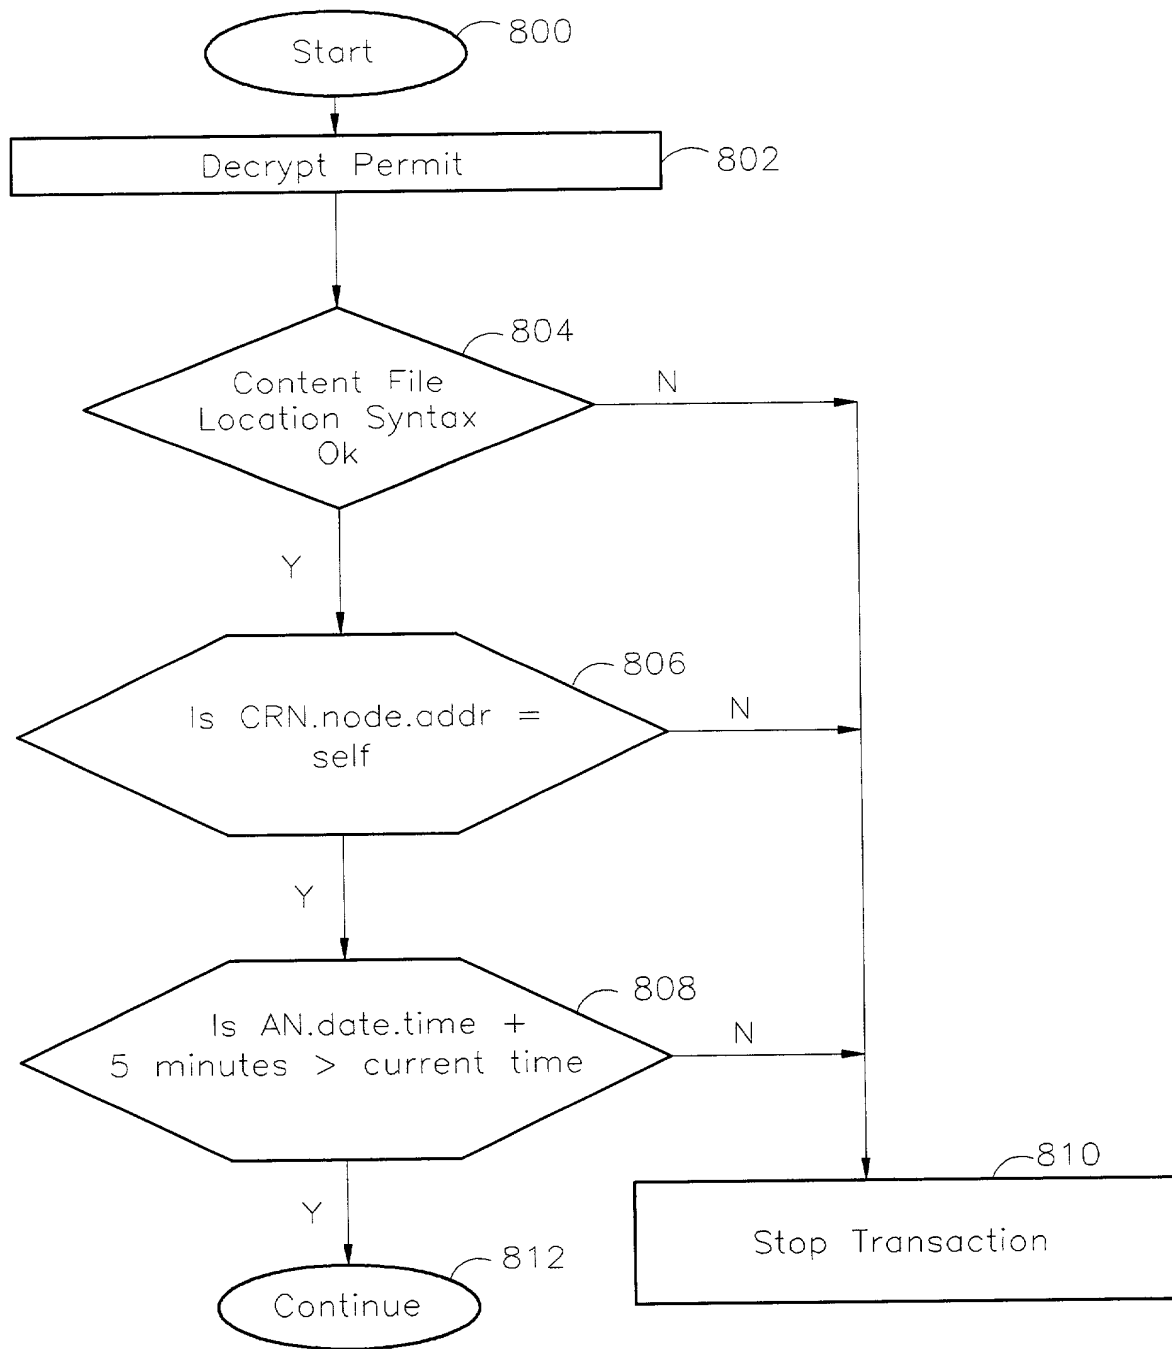 Start
800
Decrypt Permit
802
804
Content File
Location Syntax
Ok
N
Y
806
Is CRN.node.addr =
self
N
Y
808
Is AN.date.time +
5 minutes > current time
N
Y
810
Stop Transaction
812
Continue